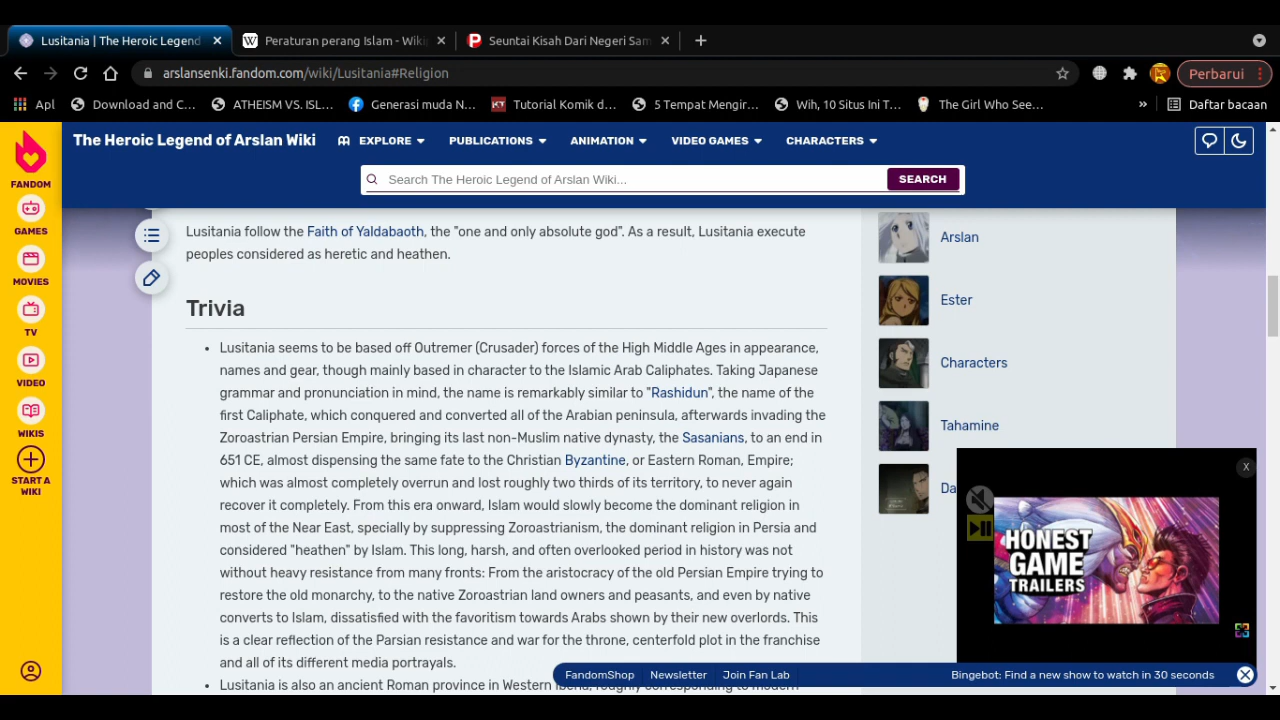 Lusitania | The Heroic Legend
Peraturan perang Islam - Wiki
Seuntai Kisah Dari Negeri Sam
arslansenki.fandom.com/wiki/Lusitania#Religion
Perbarui
Apl
Download and C...
ATHEISM VS. ISL...
Generasi muda N...
Tutorial Komik d...
5 Tempat Mengir...
Wih, 10 Situs Ini T...
The Girl Who See...
»
Daftar bacaan
The Heroic Legend of Arslan Wiki
EXPLORE
PUBLICATIONS
ANIMATION
VIDEO GAMES
CHARACTERS
Search The Heroic Legend of Arslan Wiki...
SEARCH
FANDOM
GAMES
MOVIES
TV
VIDEO
WIKIS
START A
WIKI
Lusitania follow the Faith of Yaldabaoth, the "one and only absolute god". As a result, Lusitania execute
peoples considered as heretic and heathen.
Trivia
• Lusitania seems to be based off Outremer (Crusader) forces of the High Middle Ages in appearance,
names and gear, though mainly based in character to the Islamic Arab Caliphates. Taking Japanese
grammar and pronunciation in mind, the name is remarkably similar to "Rashidun", the name of the
first Caliphate, which conquered and converted all of the Arabian peninsula, afterwards invading the
Zoroastrian Persian Empire, bringing its last non-Muslim native dynasty, the Sasanians, to an end in
651 CE, almost dispensing the same fate to the Christian Byzantine, or Eastern Roman, Empire;
which was almost completely overrun and lost roughly two thirds of its territory, to never again
recover it completely. From this era onward, Islam would slowly become the dominant religion in
most of the Near East, specially by suppressing Zoroastrianism, the dominant religion in Persia and
considered "heathen" by Islam. This long, harsh, and often overlooked period in history was not
without heavy resistance from many fronts: From the aristocracy of the old Persian Empire trying to
restore the old monarchy, to the native Zoroastrian land owners and peasants, and even by native
converts to Islam, dissatisfied with the favoritism towards Arabs shown by their new overlords. This
is a clear reflection of the Parsian resistance and war for the throne, centerfold plot in the franchise
and all of its different media portrayals.
• Lusitania is also an ancient Roman province in Western Iberia, roughly corresponding to modern
Arslan
Ester
Characters
Tahamine
Da
X
HONEST
GAME
TRAILERS
FandomShop
Newsletter
Join Fan Lab
Bingebot: Find a new show to watch in 30 seconds